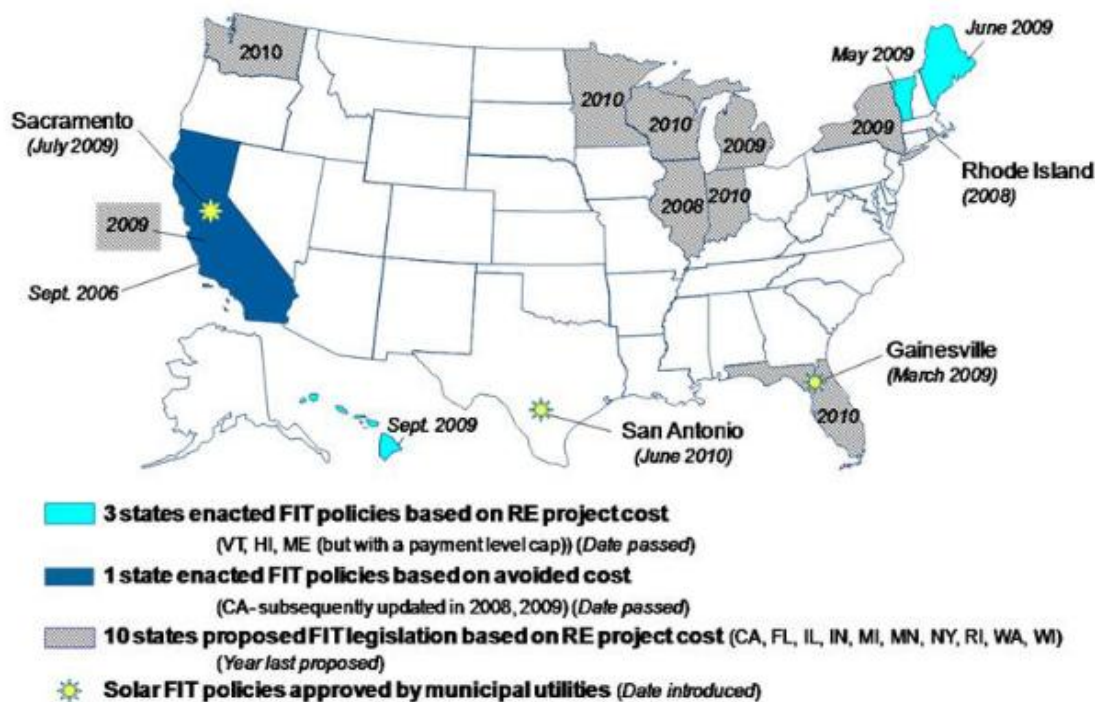 2010
June 2009
May 2009
2010
2010
2009
2009
Sacramento
(July 2009)
Rhode Island
(2008)
2008
2010
2009
Sept. 2006
Gainesville
(March 2009)
2010
Sept. 2009
San Antonio
(June 2010)
3 states enacted FIT policies based on RE project cost
(VT, HI, ME (but with a payment level cap)) (Date passed)
1 state enacted FIT policies based on avoided cost
(CA- subsequently updated in 2008, 2009) (Date passed)
10 states proposed FIT legislation based on RE project cost (CA, FL, IL, IN, MI, MN, NY, RI, WA, WI)
(Year last proposed)
Solar FIT policies approved by municipal utilities (Date introduced)